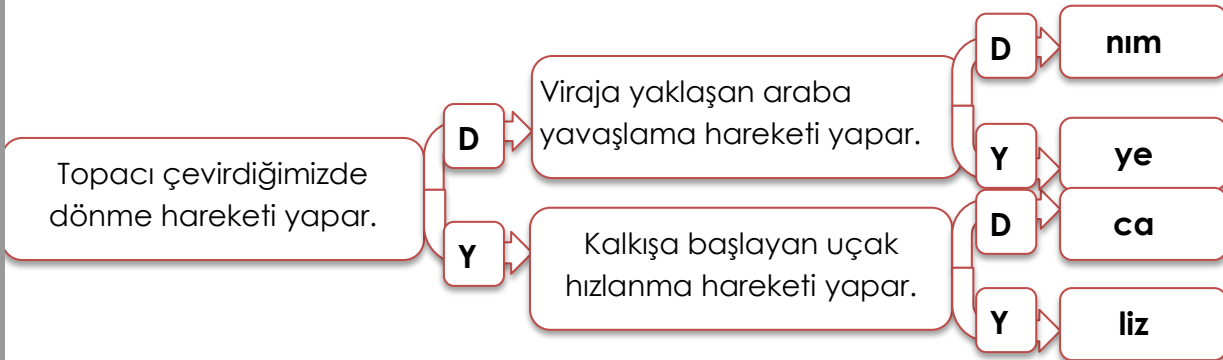 Topacı çevirdiğimizde
dönme hareketi yapar.
D
Y
Viraja yaklaşan araba
yavaşlama hareketi yapar.
Kalkışa başlayan uçak
hızlanma hareketi yapar.
D
nım
Y
ye
D
ca
Y
liz